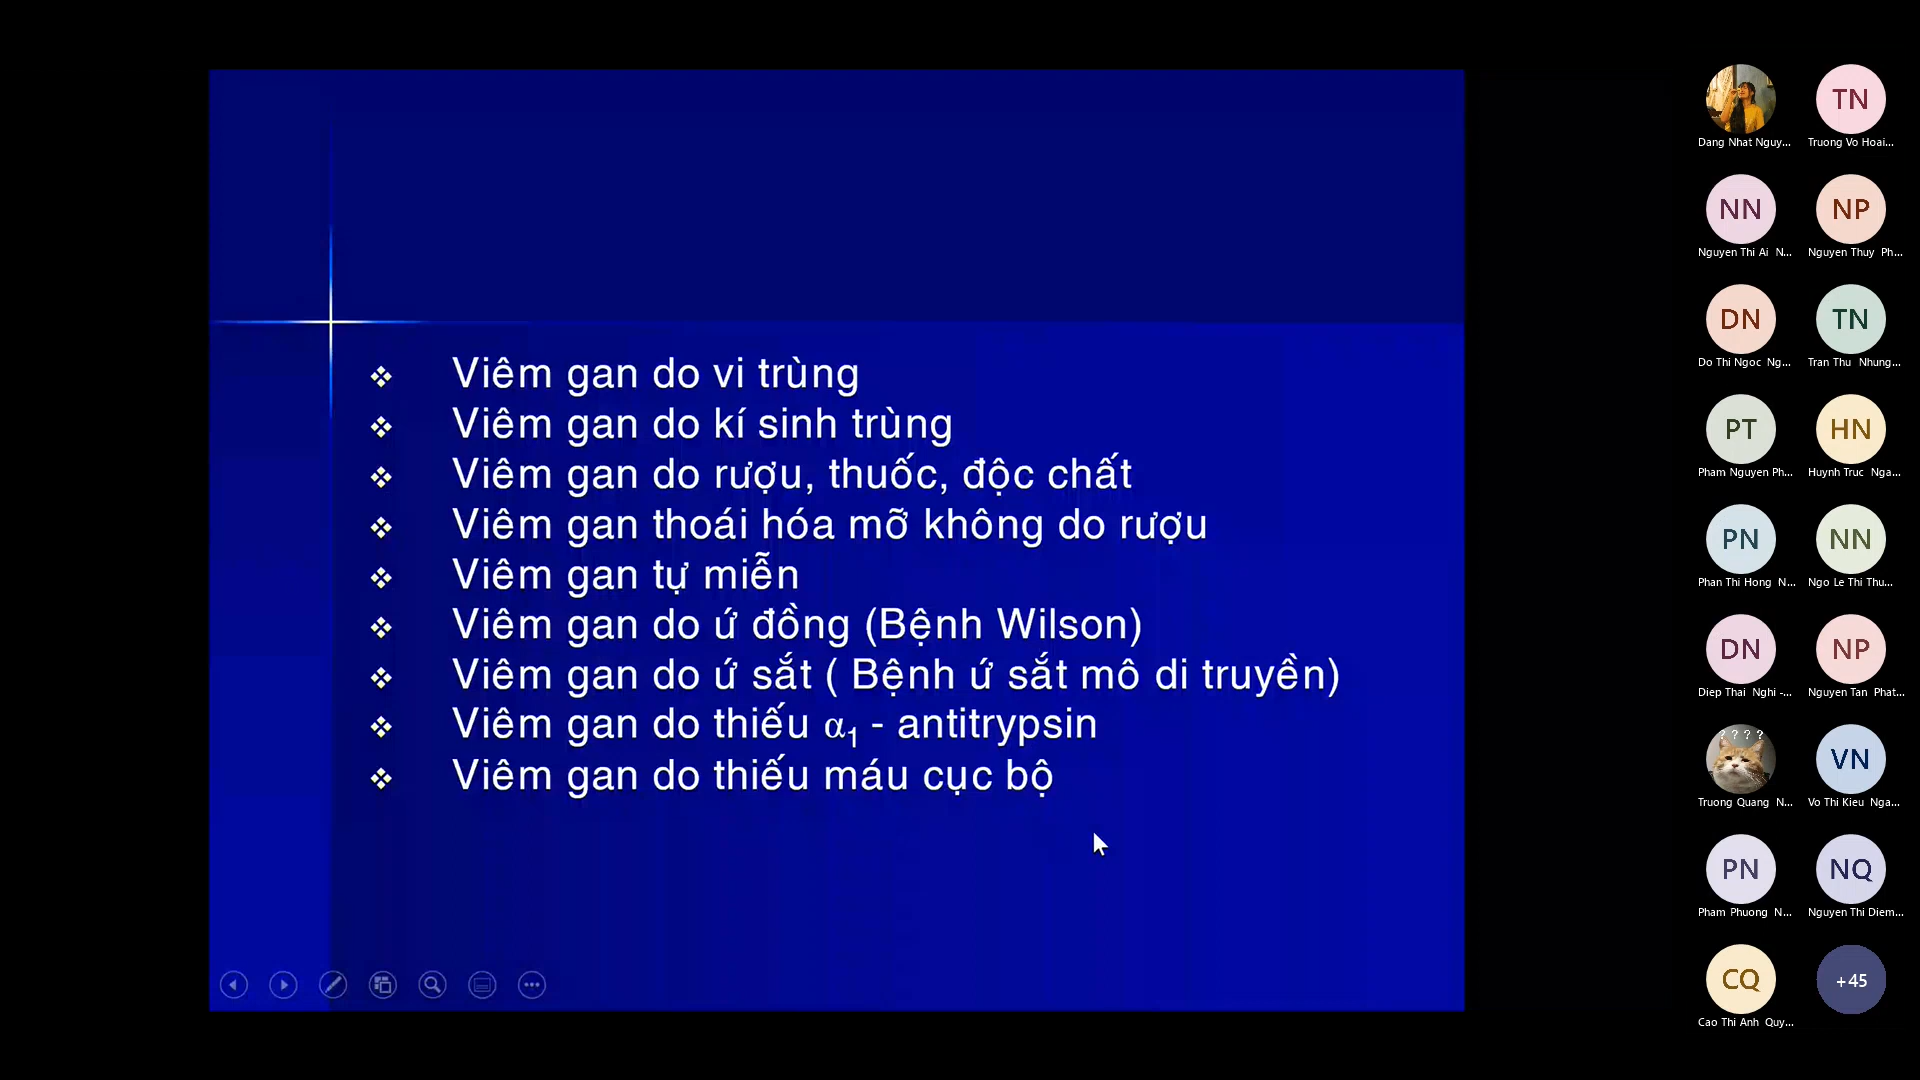 Viêm gan do vi trùng
Viêm gan do kí sinh trùng
Viêm gan do rượu, thuốc, độc chất
Viêm gan thoái hóa mỡ không do rượu
Viêm gan tự miễn
Viêm gan do ứ đồng (Bệnh Wilson)
Viêm gan do ứ sắt ( Bệnh ứ sắt mô di truyền)
Viêm gan do thiếu α₁ - antitrypsin
Viêm gan do thiếu máu cục bộ
TN
Dang Nhat Nguy... Truong Vo Hoai...
NN NP
Nguyen Thi Ai N... Nguyen Thuy Ph...
DN TN
Do Thi Ngoc Ng... Tran Thu Nhung...
PT HN
Pham Nguyen Ph... Huynh Truc Nga...
PN NN
Phan Thi Hong N... Ngo Le Thi Thu...
DN NP
Diep Thai Nghi -... Nguyen Tan Phat...
???? VN
Truong Quang N... Vo Thi Kieu Nga...
PN NQ
Pham Phuong N... Nguyen Thi Diem...
CQ +45
Cao Thi Anh Quy...